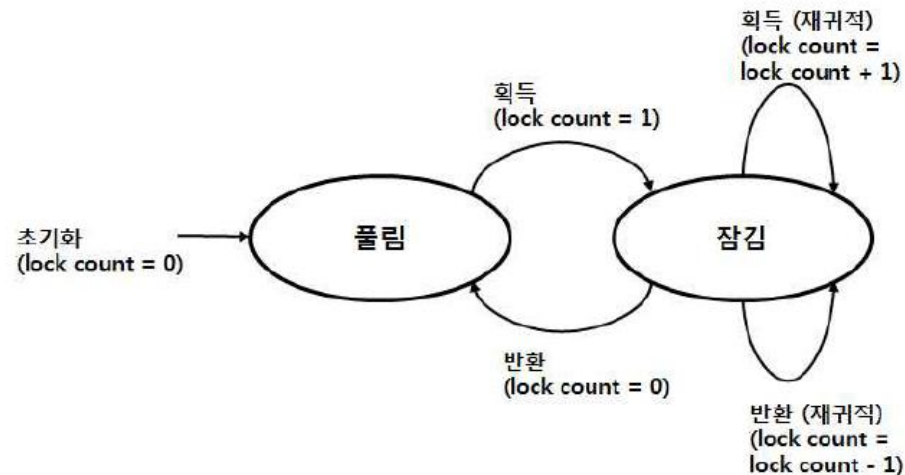 획득 (재귀적)
(lock count =
lock count + 1)
획득
(lock count = 1)
초기화
(lock count = 0)
풀림
잠김
반환
(lock count = 0)
반환 (재귀적)
(lock count =
lock count - 1)